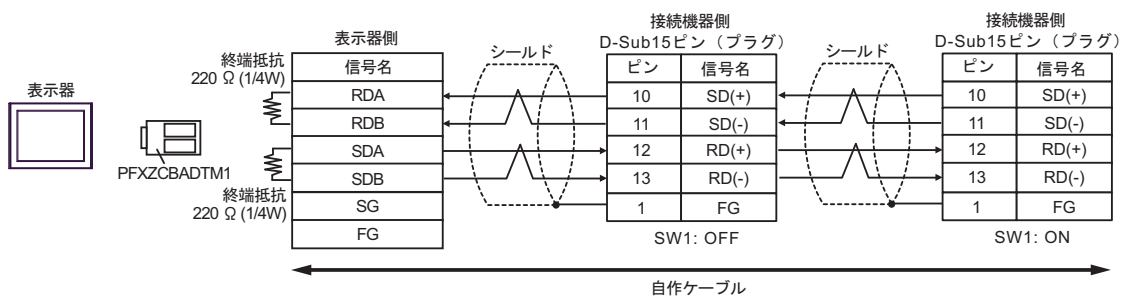 表示器
PFXZCBADTM1
終端抵抗
220 Ω (1/4W)
終端抵抗
220 Ω (1/4W)
表示器側
信号名
RDA
RDB
SDA
SDB
SG
FG
シールド
接続機器側
D-Sub15ピン（プラグ）
ピン 信号名
10 SD(+)
11 SD(-)
12 RD(+)
13 RD(-)
1 FG
SW1: OFF
シールド
接続機器側
D-Sub15ピン（プラグ）
ピン 信号名
10 SD(+)
11 SD(-)
12 RD(+)
13 RD(-)
1 FG
SW1: ON
自作ケーブル